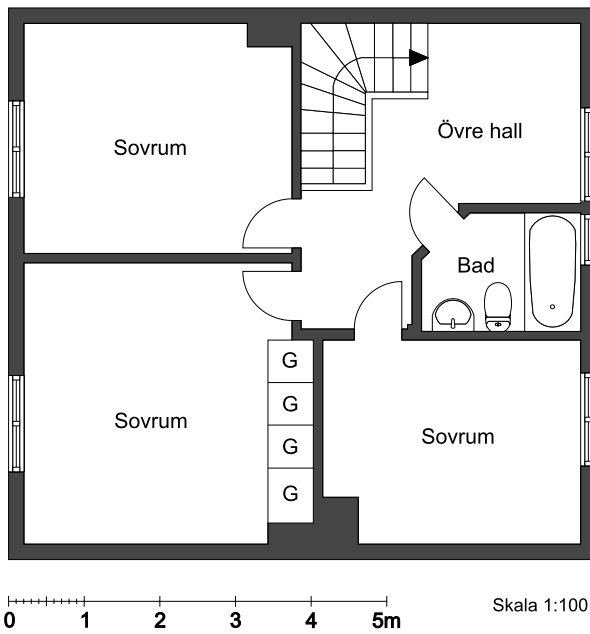 Övre hall
Sovrum
Bad
G
G
G
G
Sovrum
Sovrum
0 1 2 3 4 5m
Skala 1:100